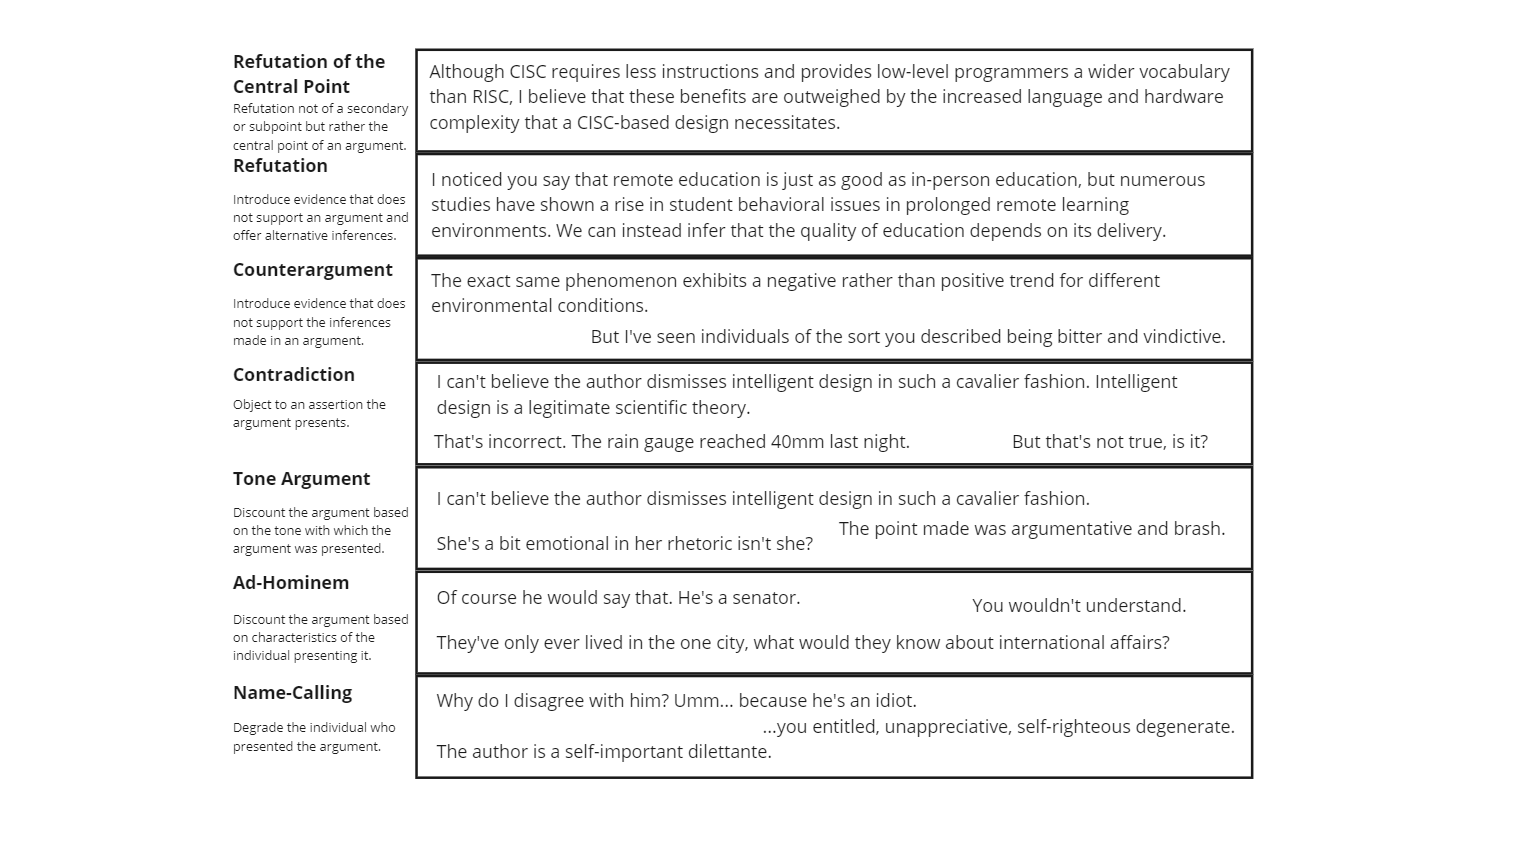 Refutation of the
Central Point
Refutation not of a secondary
or subpoint but rather the
central point of an argument.
Although CISC requires less instructions and provides low-level programmers a wider vocabulary
than RISC, I believe that these benefits are outweighed by the increased language and hardware
complexity that a CISC-based design necessitates.
Refutation
Introduce evidence that does
not support an argument and
offer alternative inferences.
I noticed you say that remote education is just as good as in-person education, but numerous
studies have shown a rise in student behavioral issues in prolonged remote learning
environments. We can instead infer that the quality of education depends on its delivery.
Counterargument
Introduce evidence that does
not support the inferences
made in an argument.
The exact same phenomenon exhibits a negative rather than positive trend for different
environmental conditions.
But I've seen individuals of the sort you described being bitter and vindictive.
Contradiction
Object to an assertion the
argument presents.
I can't believe the author dismisses intelligent design in such a cavalier fashion. Intelligent
design is a legitimate scientific theory.
That's incorrect. The rain gauge reached 40mm last night.
But that's not true, is it?
Tone Argument
Discount the argument based
on the tone with which the
argument was presented.
I can't believe the author dismisses intelligent design in such a cavalier fashion.
The point made was argumentative and brash.
She's a bit emotional in her rhetoric isn't she?
Ad-Hominem
Discount the argument based
on characteristics of the
individual presenting it.
Of course he would say that. He's a senator.
You wouldn't understand.
They've only ever lived in the one city, what would they know about international affairs?
Name-Calling
Degrade the individual who
presented the argument.
Why do I disagree with him? Umm... because he's an idiot.
...you entitled, unappreciative, self-righteous degenerate.
The author is a self-important dilettante.